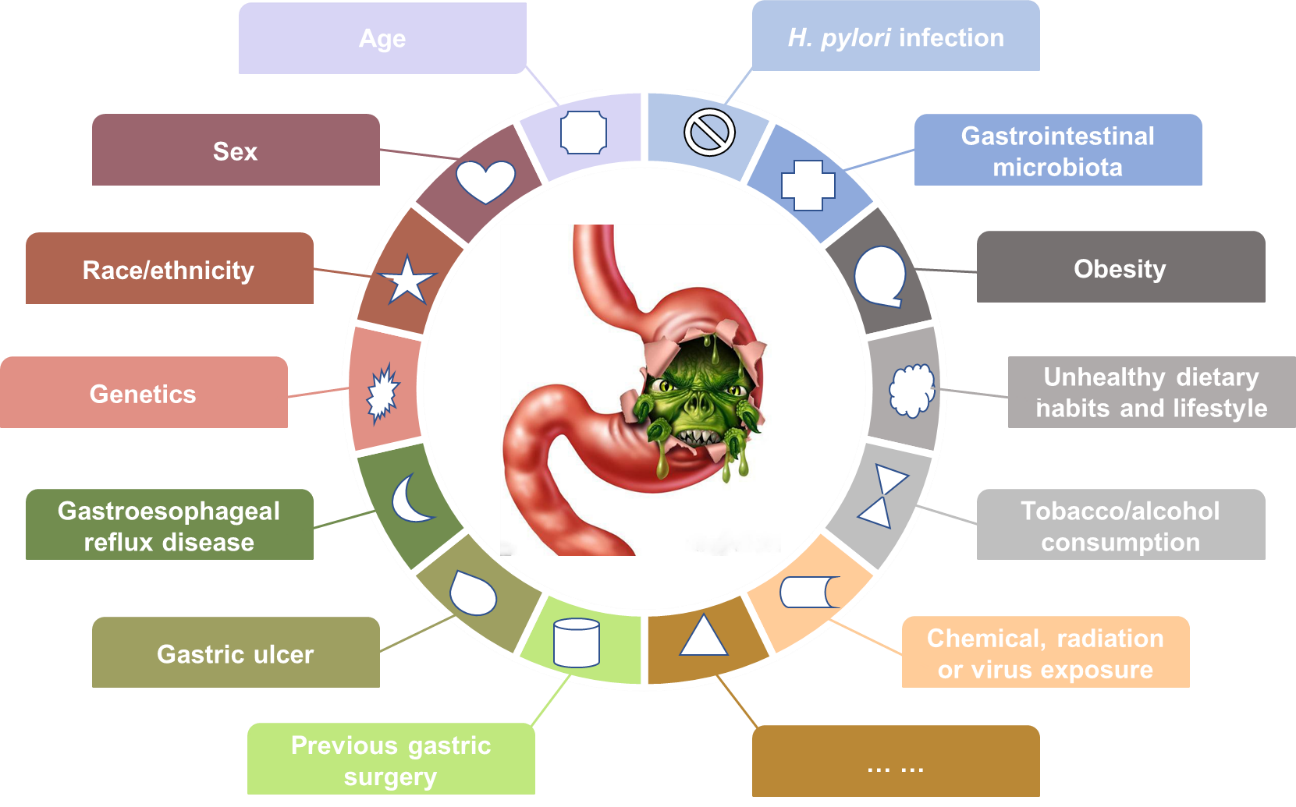 Age
H. pylori infection
Sex
Gastrointestinal
microbiota
Race/ethnicity
Obesity
Genetics
Unhealthy dietary
habits and lifestyle
Gastroesophageal
reflux disease
Tobacco/alcohol
consumption
Gastric ulcer
Chemical, radiation
or virus exposure
Previous gastric
surgery
... ...